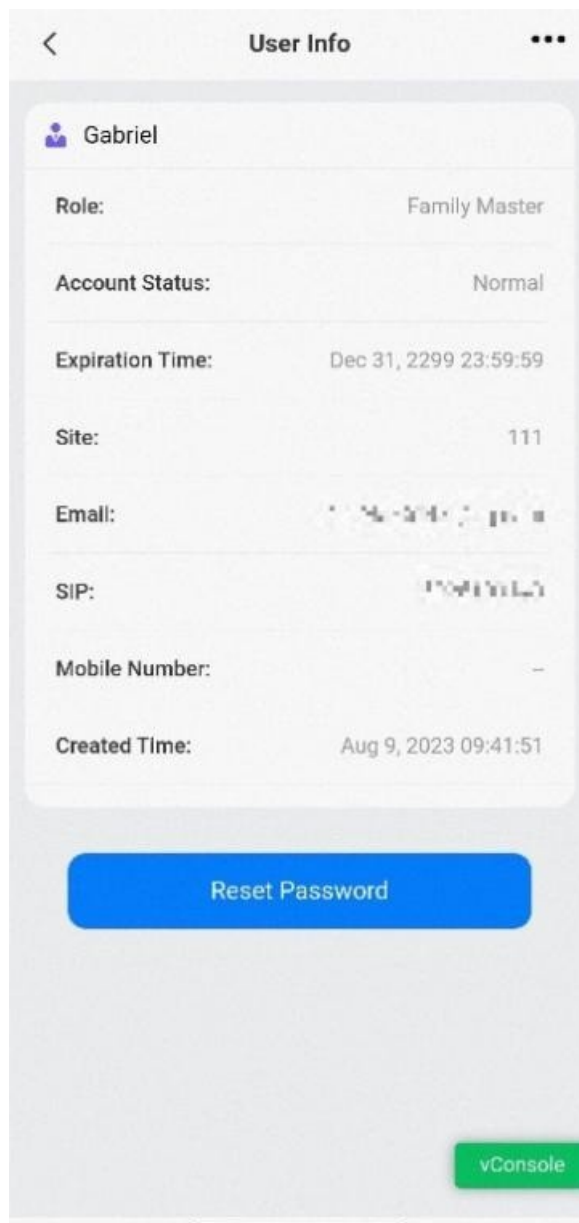 User Info
Gabriel
Role: Family Master
Account Status: Normal
Expiration Time: Dec 31, 2299 23:59:59
Site: 111
Email:
SIP:
Mobile Number: --
Created Time: Aug 9, 2023 09:41:51
Reset Password
vConsole